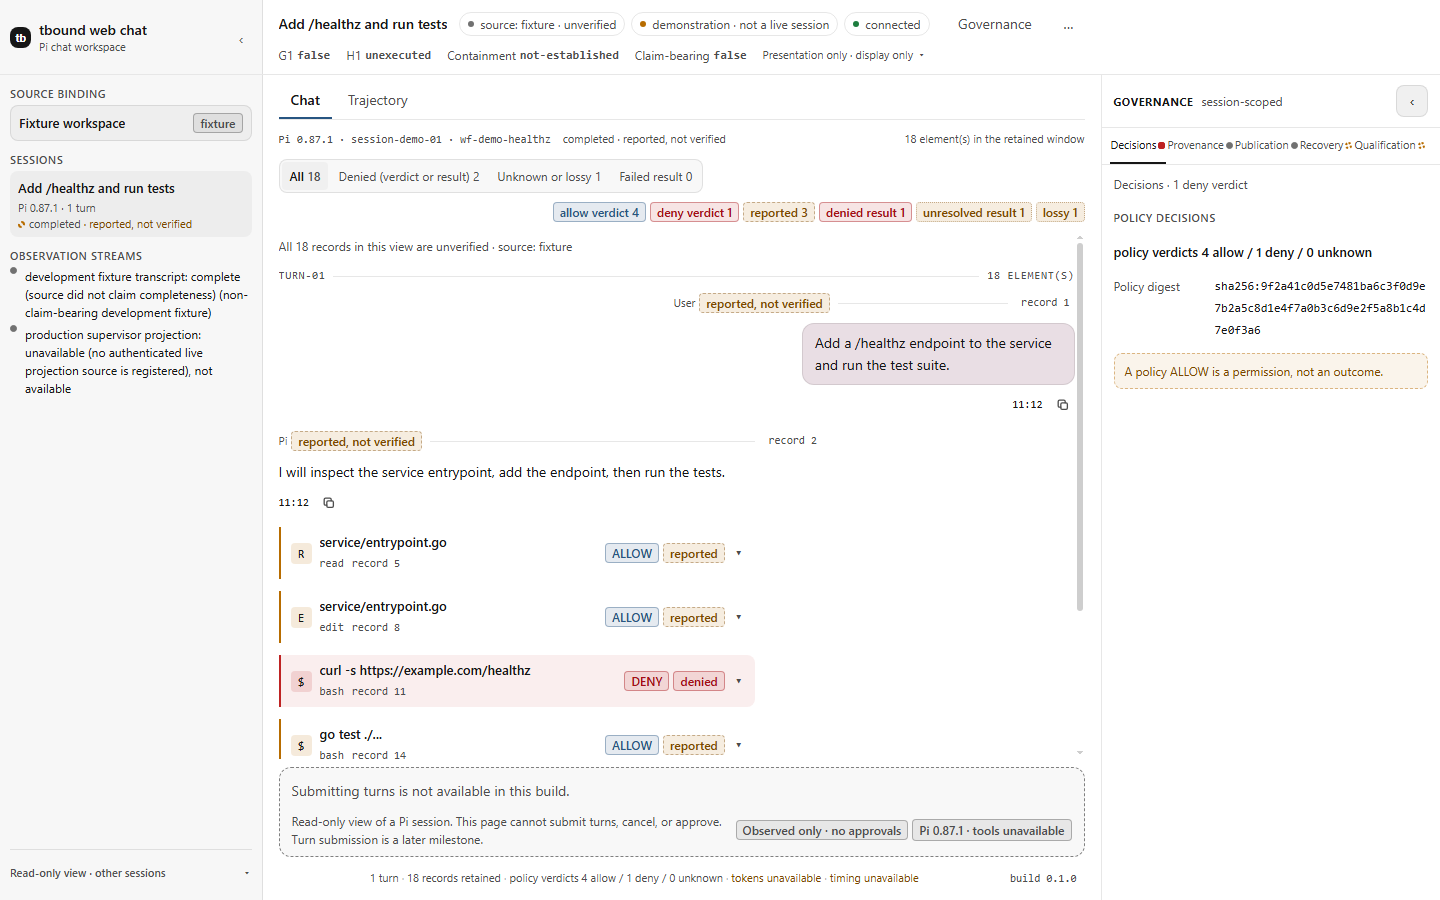 tb
tbound web chat
Pi chat workspace
‹
SOURCE BINDING
Fixture workspace
fixture
SESSIONS
Add /healthz and run tests
Pi 0.87.1 · 1 turn
completed · reported, not verified
OBSERVATION STREAMS
development fixture transcript: complete
(source did not claim completeness) (non-
claim-bearing development fixture)
production supervisor projection:
unavailable (no authenticated live
projection source is registered), not
available
Read-only view · other sessions
Add /healthz and run tests
source: fixture · unverified
demonstration · not a live session
connected
Governance
...
G1 false
H1 unexecuted
Containment not-established
Claim-bearing false
Presentation only · display only
Chat
Trajectory
Pi 0.87.1 · session-demo-01 · wf-demo-healthz
completed · reported, not verified
18 element(s) in the retained window
All 18
Denied (verdict or result) 2
Unknown or lossy 1
Failed result 0
allow verdict 4
deny verdict 1
reported 3
denied result 1
unresolved result 1
lossy 1
All 18 records in this view are unverified · source: fixture
TURN-01
18 ELEMENT(S)
User
reported, not verified
record 1
Add a /healthz endpoint to the service
and run the test suite.
11:12
Pi
reported, not verified
record 2
I will inspect the service entrypoint, add the endpoint, then run the tests.
11:12
R
service/entrypoint.go
read record 5
ALLOW
reported
E
service/entrypoint.go
edit record 8
ALLOW
reported
$
curl -s https://example.com/healthz
bash record 11
DENY
denied
$
go test ./...
bash record 14
ALLOW
reported
Submitting turns is not available in this build.
Read-only view of a Pi session. This page cannot submit turns, cancel, or approve.
Turn submission is a later milestone.
Observed only · no approvals
Pi 0.87.1 · tools unavailable
1 turn · 18 records retained · policy verdicts 4 allow / 1 deny / 0 unknown · tokens unavailable · timing unavailable
build 0.1.0
GOVERNANCE session-scoped
‹
Decisions
Provenance
Publication
Recovery
Qualification
Decisions · 1 deny verdict
POLICY DECISIONS
policy verdicts 4 allow / 1 deny / 0 unknown
Policy digest
sha256:9f2a41c0d5e7481ba6c3f0d9e
7b2a5c8d1e4f7a0b3c6d9e2f5a8b1c4d
7e0f3a6
A policy ALLOW is a permission, not an outcome.